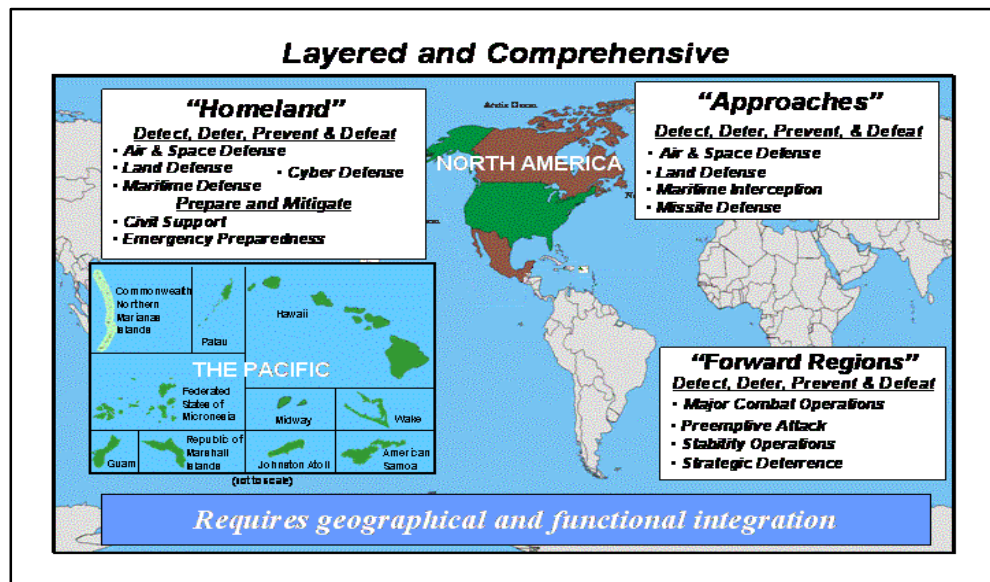 Layered and Comprehensive
"Homeland"
Detect, Deter, Prevent & Defeat
· Air & Space Defense
· Land Defense
· Cyber Defense
· Maritime Defense
Prepare and Mitigate
· Civil Support
· Emergency Preparedness
Arctic Ocean
NORTH AMERICA
"Approaches"
Detect, Deter, Prevent, & Defeat
· Air & Space Defense
· Land Defense
· Maritime Interception
· Missile Defense
Commonwealth
Northern
Marianas
Islands
Palau
Hawaii
THE PACIFIC
Federated
States of
Micronesia
Midway
Wake
Guam
Republic of
Marshall
Islands
Johnston Atoll
American
Samoa
(not to scale)
"Forward Regions"
Detect, Deter, Prevent & Defeat
· Major Combat Operations
· Preemptive Attack
· Stability Operations
· Strategic Deterrence
Requires geographical and functional integration